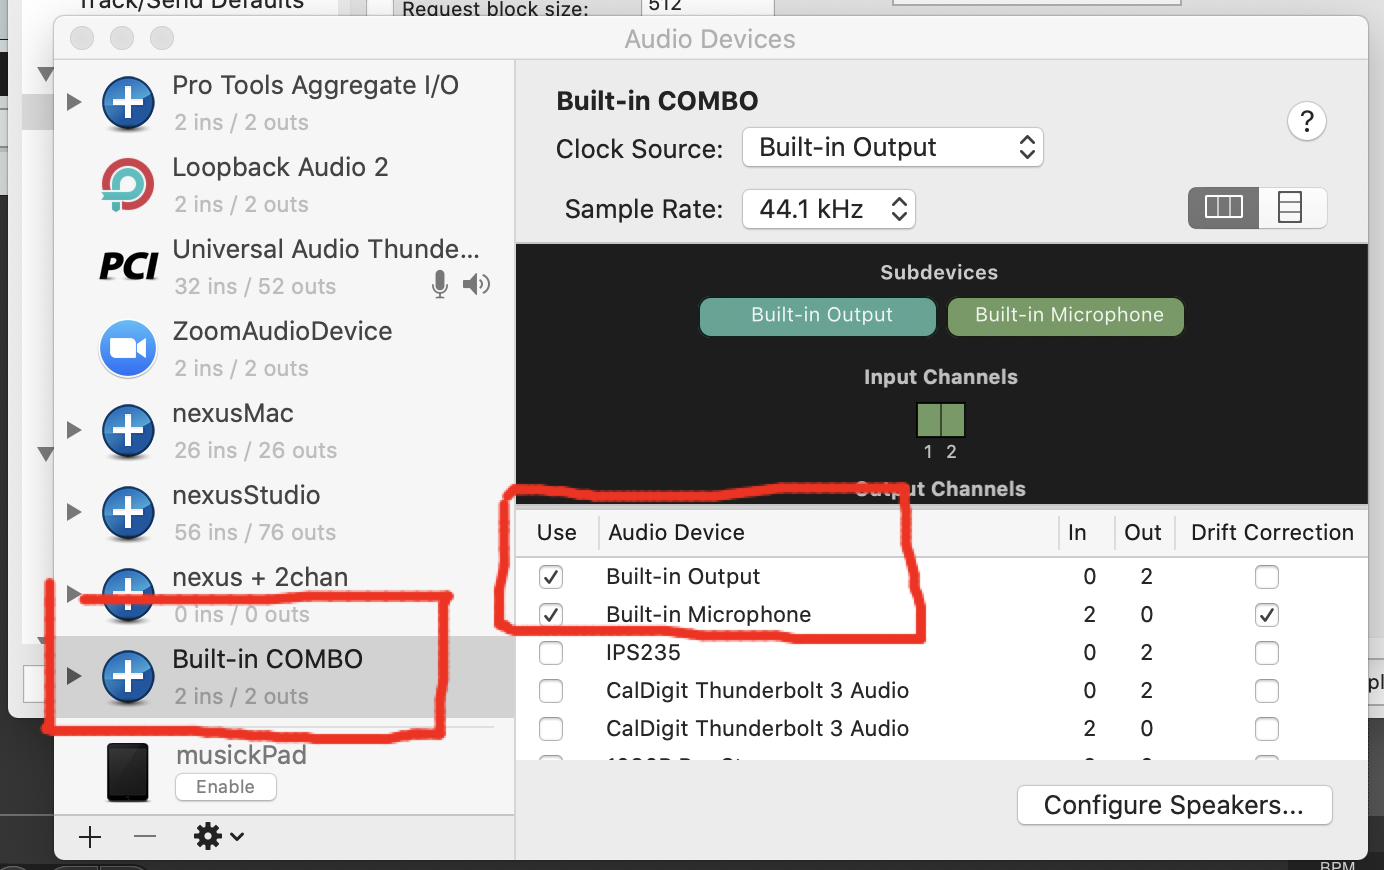 Track/Send Defaults
Request block size:
512
Audio Devices
Pro Tools Aggregate I/O
2 ins / 2 outs
Loopback Audio 2
2 ins / 2 outs
PCI
Universal Audio Thunde...
32 ins / 52 outs
ZoomAudioDevice
2 ins / 2 outs
nexusMac
26 ins / 26 outs
nexusStudio
56 ins / 76 outs
nexus + 2chan
0 ins / 0 outs
Built-in COMBO
2 ins / 2 outs
musickPad
Enable
Built-in COMBO
?
Clock Source: Built-in Output
Sample Rate: 44.1 kHz
Subdevices
Built-in Output Built-in Microphone
Input Channels
1 2
Output Channels
Use Audio Device In Out Drift Correction
Built-in Output 0 2
Built-in Microphone 2 0
IPS235 0 2
CalDigit Thunderbolt 3 Audio 0 2
CalDigit Thunderbolt 3 Audio 2 0
Configure Speakers...
BPM